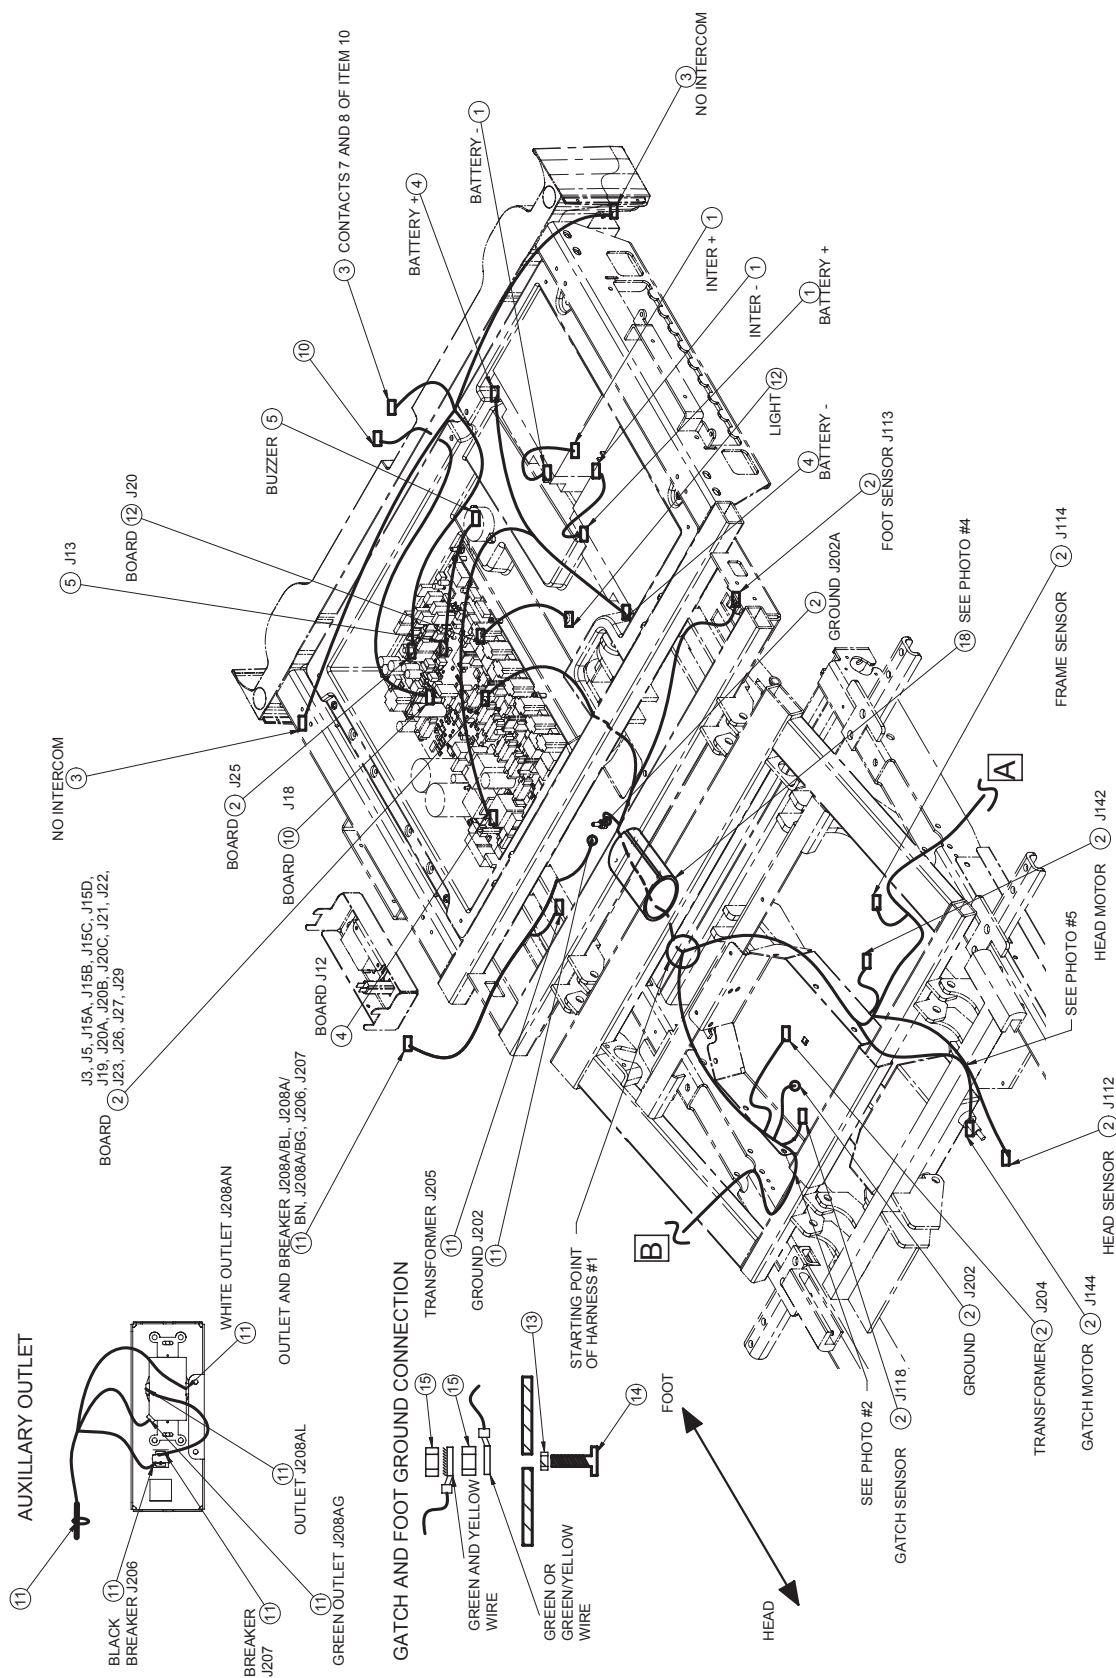 AUXILLARY OUTLET
11
BLACK 11
BREAKER J206
BREAKER 11
J207
11
GREEN OUTLET J208AG
11
OUTLET J208AL
11
WHITE OUTLET J208AN
OUTLET AND BREAKER J208A/BL, J208A/
11 BN, J208A/BG, J206, J207
GATCH AND FOOT GROUND CONNECTION
15
15
13
14
GREEN AND YELLOW
WIRE
GREEN OR
GREEN/YELLOW
WIRE
TRANSFORMER J205
11
GROUND J202
11
STARTING POINT
OF HARNESS #1
FOOT
HEAD
J3, J5, J15A, J15B, J15C, J15D,
J19, J20A, J20B, J20C, J21, J22,
BOARD 2 J23, J26, J27, J29
BOARD J12
4
NO INTERCOM
3
BOARD 2 J25
BOARD 10 J18
5 J13
BOARD 12 J20
BUZZER 5
10
3 CONTACTS 7 AND 8 OF ITEM 10
BATTERY + 4
BATTERY - 1
3
NO INTERCOM
1
INTER +
INTER - 1
1
BATTERY +
LIGHT 12
4
BATTERY -
2
FOOT SENSOR J113
2
GROUND J202A
18 SEE PHOTO #4
2 J114
FRAME SENSOR
A
2 J142
HEAD MOTOR
SEE PHOTO #5
2 J112
HEAD SENSOR
GATCH MOTOR 2 J144
TRANSFORMER 2 J204
GROUND 2 J202
GATCH SENSOR 2 J118
SEE PHOTO #2
B